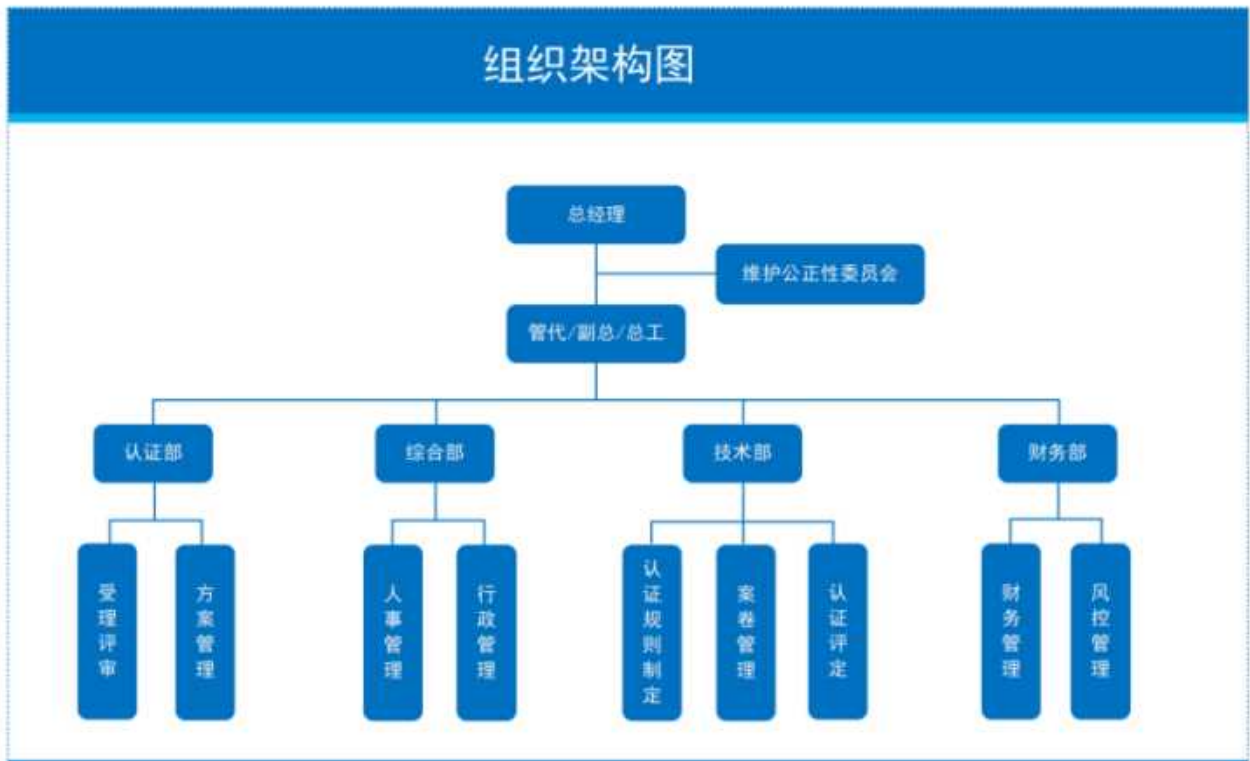 组织架构图
总经理
维护公正性委员会
管代/副总/总工
认证部
综合部
技术部
财务部
受理评审
方案管理
人事管理
行政管理
认证规则制定
案卷管理
认证评定
财务管理
风控管理